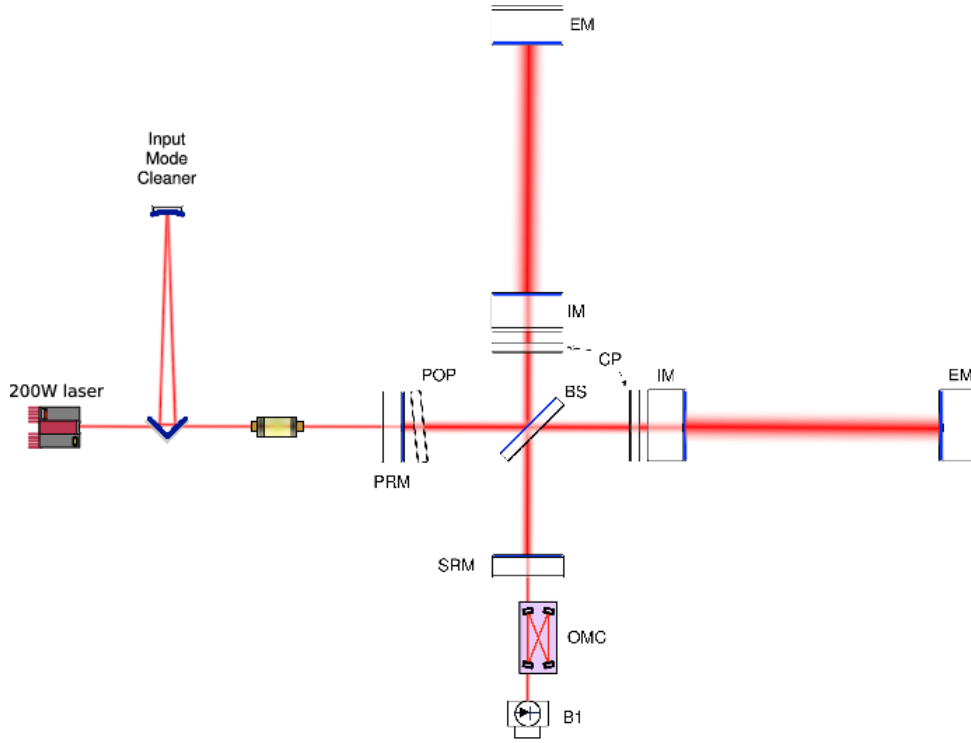 EM
Input
Mode
Cleaner
IM
CP
IM
EM
POP
BS
200W laser
PRM
SRM
OMC
B1